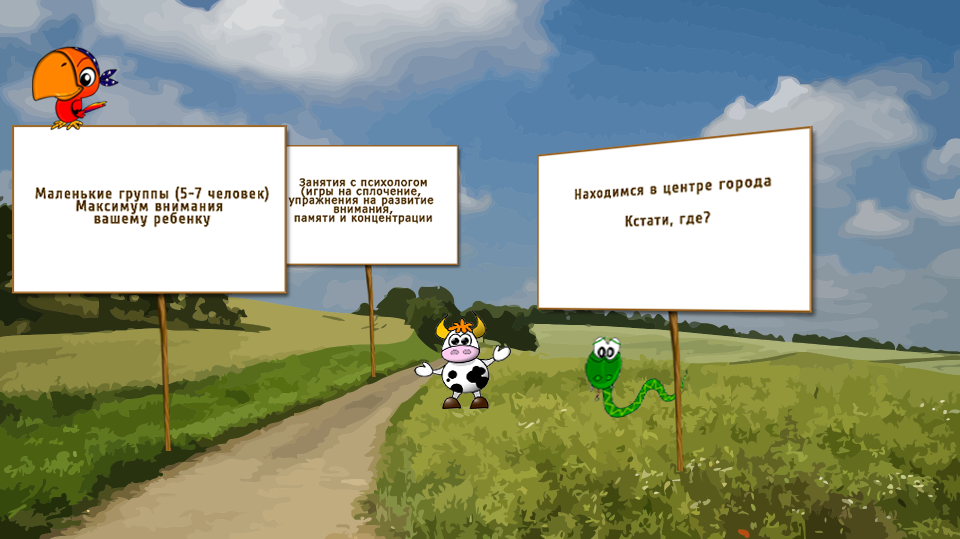 Маленькие группы (5-7 человек)
Максимум внимания
вашему ребенку
Занятия с психологом
(игры на сплочение,
упражнения на развитие
внимания,
памяти и концентрации
Находимся в центре города
Кстати, где?